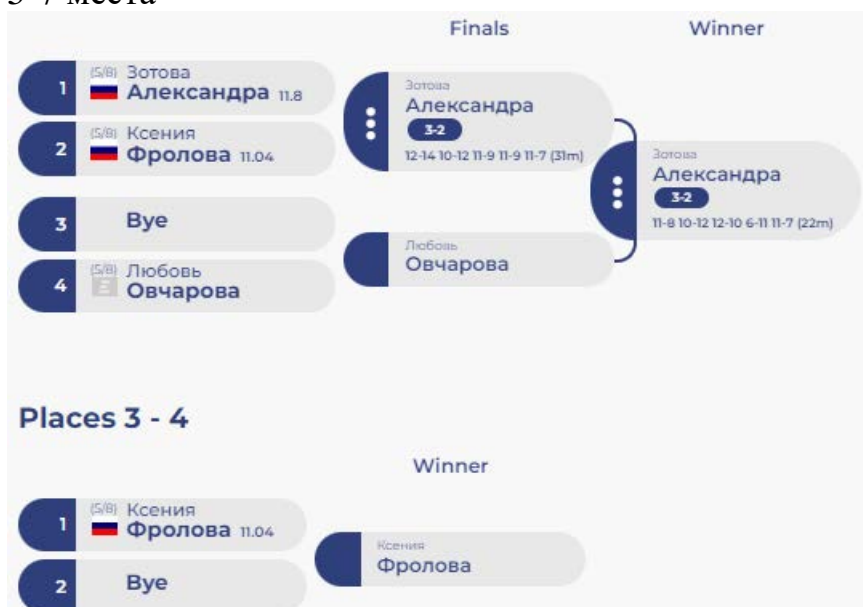 5-7 места
Finals Winner
1 (5/8) Зотова
Александра 11.8
2 (5/8) Ксения
Фролова 11.04
3 Bye
4 (5/8) Любовь
Овчарова
Зотова
Александра
3-2
12-14 10-12 11-9 11-9 11-7 (31m)
Любовь
Овчарова
Зотова
Александра
3-2
11-8 10-12 12-10 6-11 11-7 (22m)
Places 3 - 4
Winner
1 (5/8) Ксения
Фролова 11.04
2 Bye
Ксения
Фролова